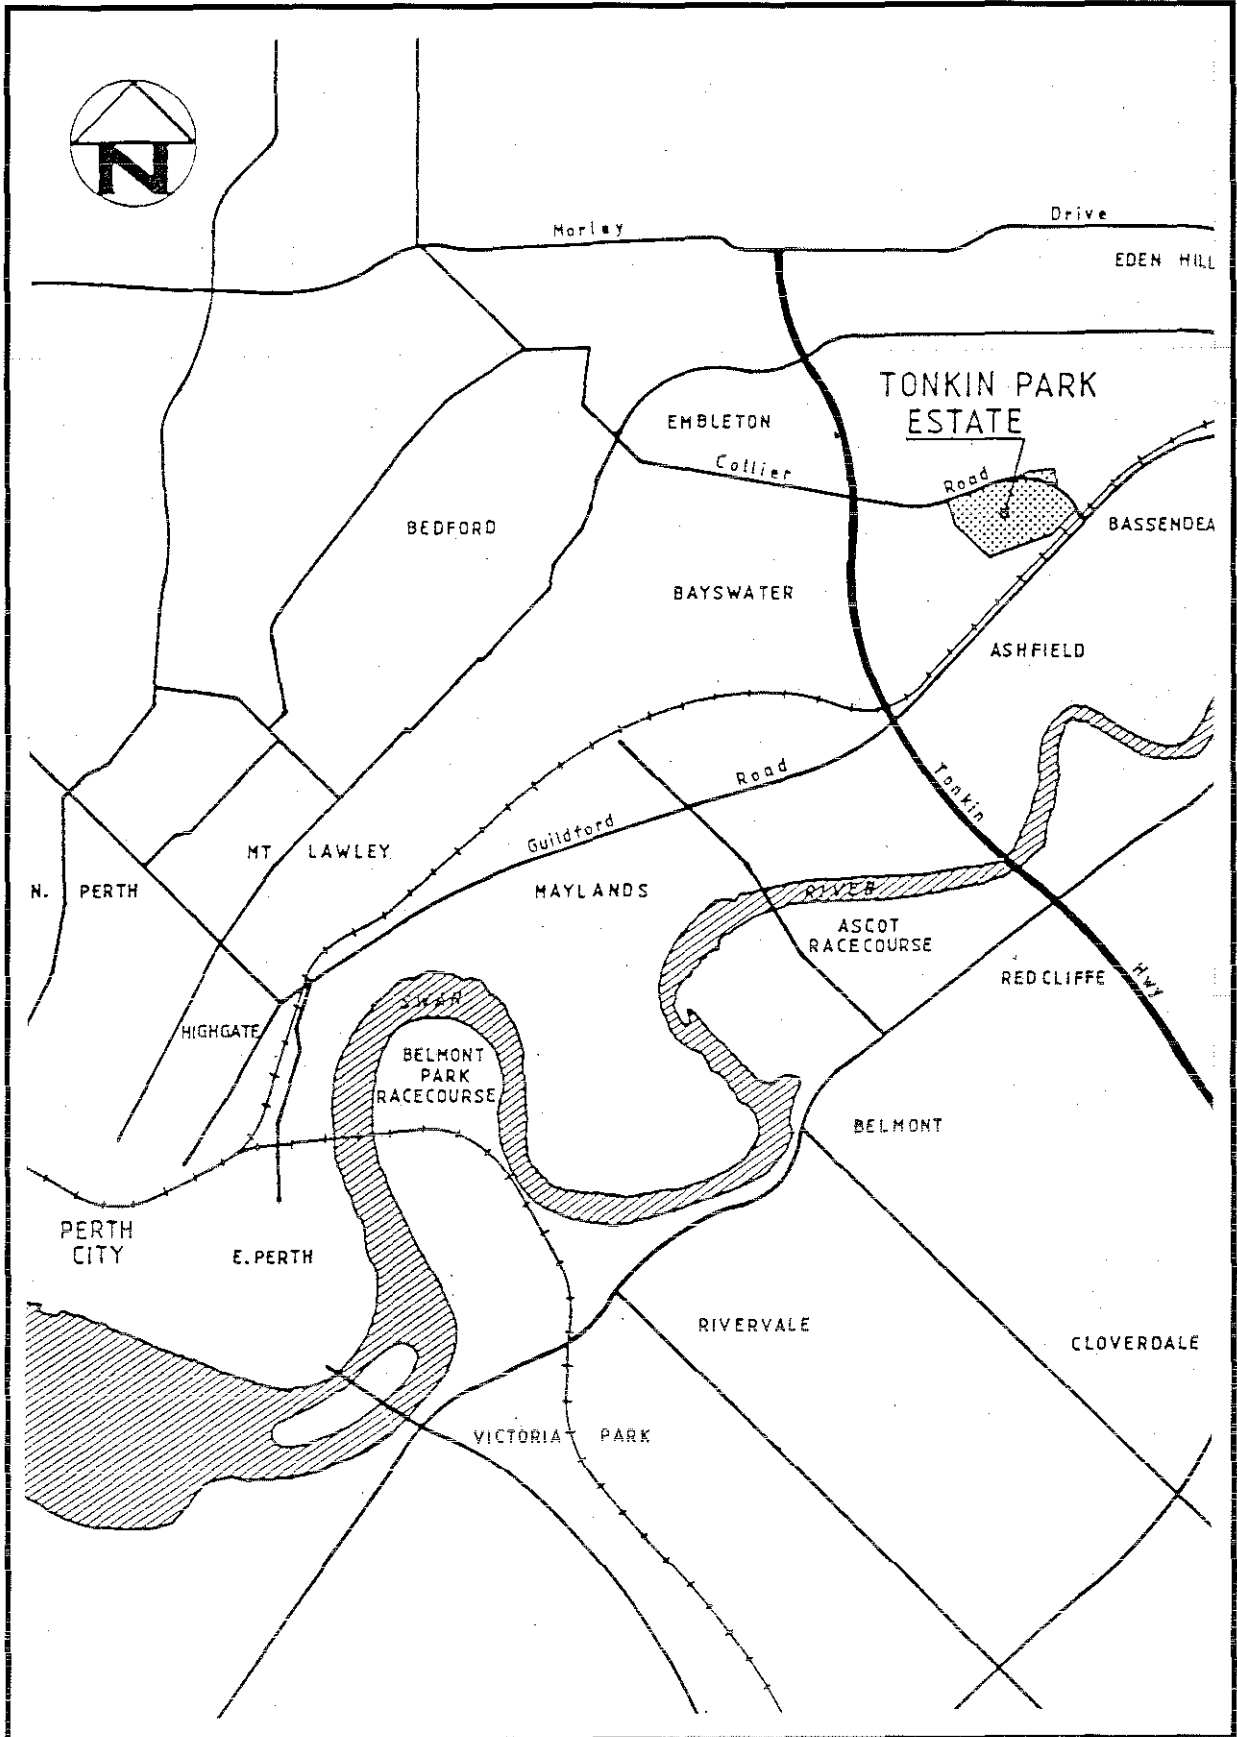 N
Morley
Drive
EDEN HILL
TONKIN PARK
ESTATE
EMBLETON
Collier
Road
BEDFORD
BASSENDEA
BAYSWATER
ASHFIELD
Tonkin
Road
Guildford
MT LAWLEY
N. PERTH
MAYLANDS
RIVER
ASCOT
RACECOURSE
REDCLIFFE
Hwy
SWAN
HIGHGATE
BELMONT
PARK
RACECOURSE
BELMONT
PERTH
CITY
E. PERTH
RIVERVALE
CLOVERDALE
VICTORIA PARK